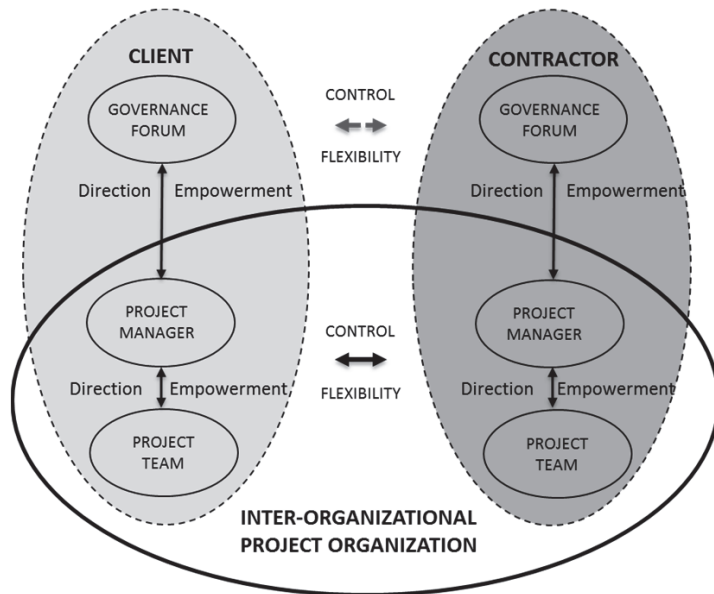 CLIENT
CONTRACTOR
GOVERNANCE
FORUM
CONTROL
FLEXIBILITY
GOVERNANCE
FORUM
Direction Empowerment
Direction Empowerment
PROJECT
MANAGER
CONTROL
FLEXIBILITY
PROJECT
MANAGER
Direction Empowerment
Direction Empowerment
PROJECT
TEAM
PROJECT
TEAM
INTER-ORGANIZATIONAL
PROJECT ORGANIZATION